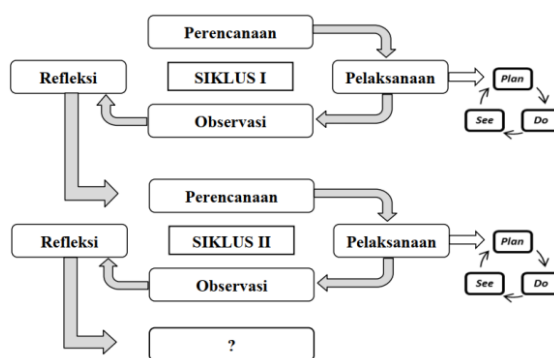 Perencanaan
Refleksi
SIKLUS I
Pelaksanaan
Plan
See
Do
Observasi
Perencanaan
Refleksi
SIKLUS II
Pelaksanaan
Plan
See
Do
Observasi
?